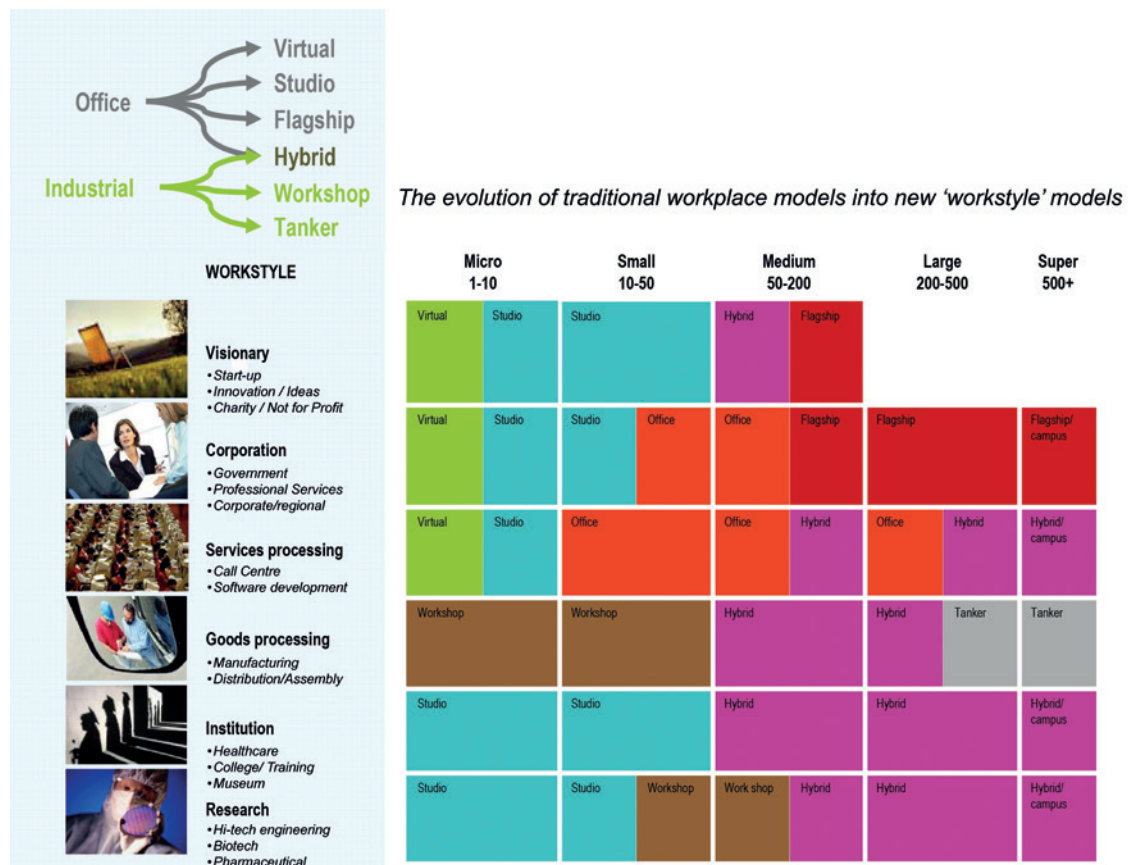 Office
Industrial
Virtual
Studio
Flagship
Hybrid
Workshop
Tanker
The evolution of traditional workplace models into new ‘workstyle’ models
WORKSTYLE
Micro
1-10
Small
10-50
Medium
50-200
Large
200-500
Super
500+
Visionary
•Start-up
•Innovation / Ideas
•Charity / Not for Profit
Virtual
Studio
Studio
Hybrid
Flagship
Corporation
•Government
•Professional Services
•Corporate/regional
Virtual
Studio
Studio
Office
Office
Flagship
Flagship
Flagship/
campus
Services processing
•Call Centre
•Software development
Virtual
Studio
Office
Office
Hybrid
Office
Hybrid
Hybrid/
campus
Goods processing
•Manufacturing
•Distribution/Assembly
Workshop
Workshop
Hybrid
Hybrid
Tanker
Tanker
Institution
•Healthcare
•College/ Training
•Museum
Studio
Studio
Hybrid
Hybrid
Hybrid/
campus
Research
•Hi-tech engineering
•Biotech
•Pharmaceutical
Studio
Studio
Workshop
Work shop
Hybrid
Hybrid
Hybrid/
campus